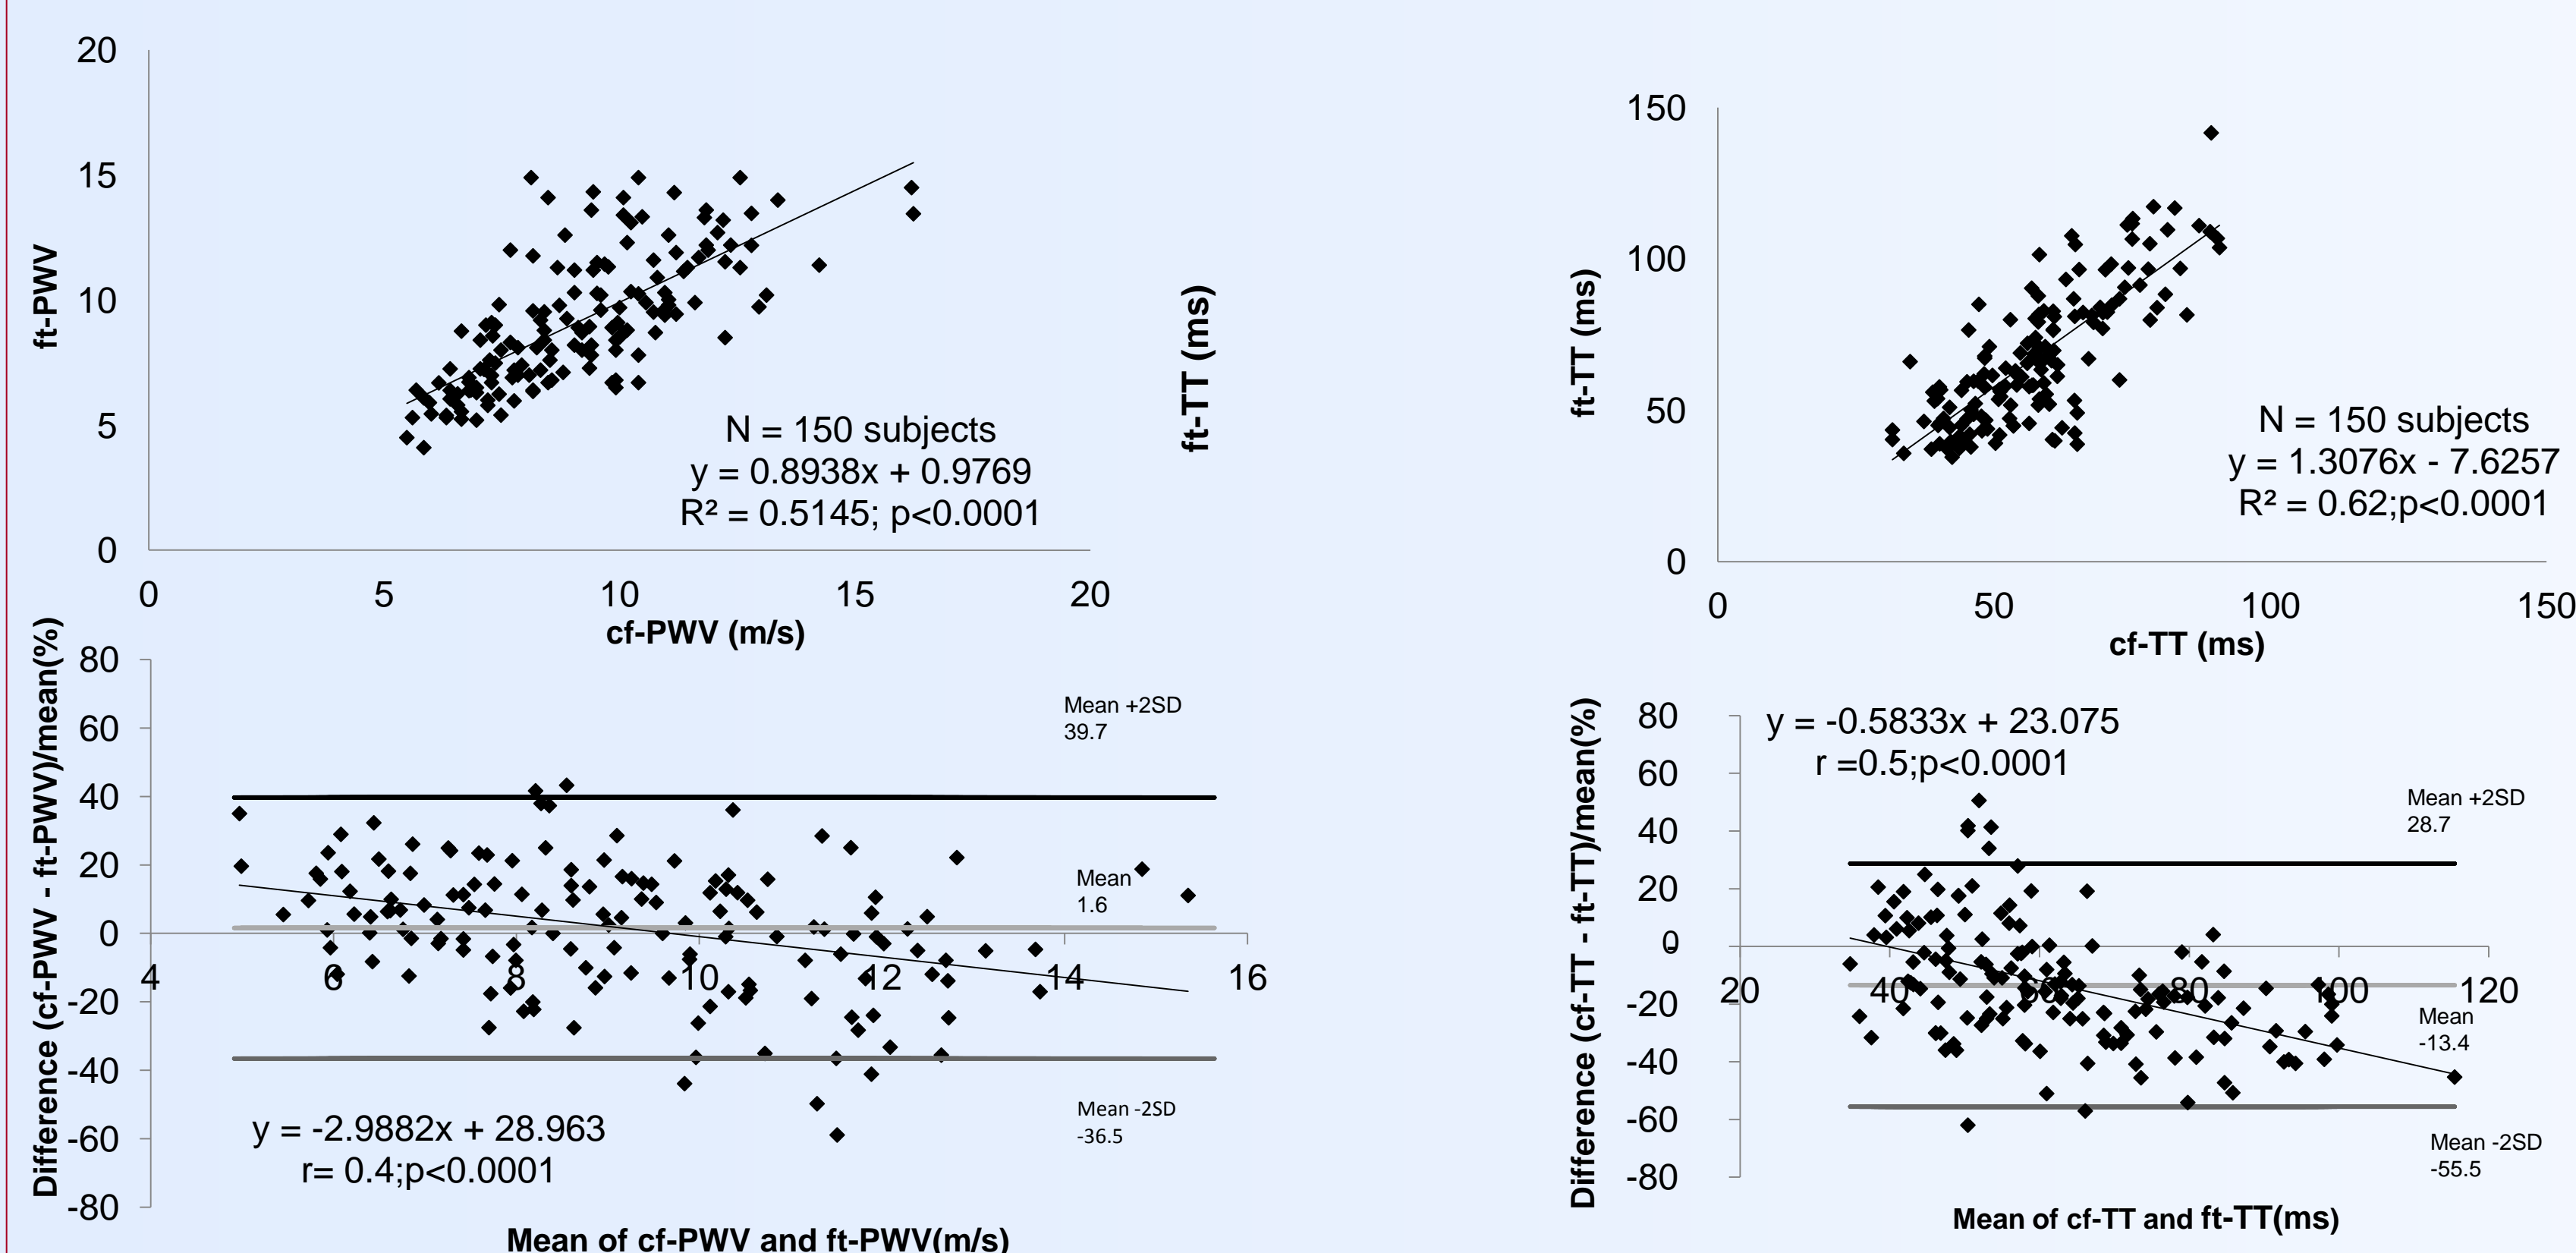 20
15
10
5
0
ft-PWV
N = 150 subjects
y = 0.8938x + 0.9769
R² = 0.5145; p<0.0001
0 5 10 15 20
cf-PWV (m/s)
ft-TT (ms)
150
100
50
0
ft-TT (ms)
N = 150 subjects
y = 1.3076x - 7.6257
R² = 0.62;p<0.0001
0 50 100 150
cf-TT (ms)
Difference (cf-PWV - ft-PWV)/mean(%)
80
60
40
20
0
-20
-40
-60
-80
Mean +2SD
39.7
Mean
1.6
4 6 8 10 12 14 16
Mean -2SD
-36.5
y = -2.9882x + 28.963
r= 0.4;p<0.0001
Mean of cf-PWV and ft-PWV(m/s)
Difference (cf-TT - ft-TT)/mean(%)
80
60
40
20
0
-20
-40
-60
-80
y = -0.5833x + 23.075
r =0.5;p<0.0001
Mean +2SD
28.7
20 40 60 80 100 120
Mean
-13.4
Mean -2SD
-55.5
Mean of cf-TT and ft-TT(ms)